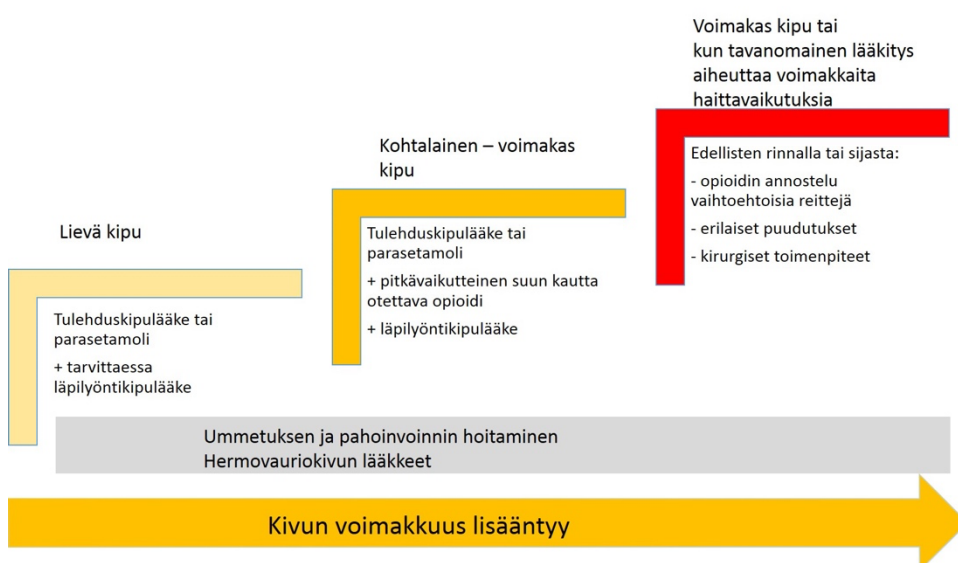 Lievä kipu
Tulehduskipulääke tai
parasetamoli
+ tarvittaessa
läpilyöntikipulääke
Kohtalainen – voimakas
kipu
Tulehduskipulääke tai
parasetamoli
+ pitkävaikutteinen suun kautta
otettava opioidi
+ läpilyöntikipulääke
Voimakas kipu tai
kun tavanomainen lääkitys
aiheuttaa voimakkaita
haittavaikutuksia
Edellisten rinnalla tai sijasta:
- opioidin annostelu
vaihtoehtoisia reittejä
- erilaiset puudutukset
- kirurgiset toimenpiteet
Ummetuksen ja pahoinvoinnin hoitaminen
Hermovauriokivun lääkkeet
Kivun voimakkuus lisääntyy